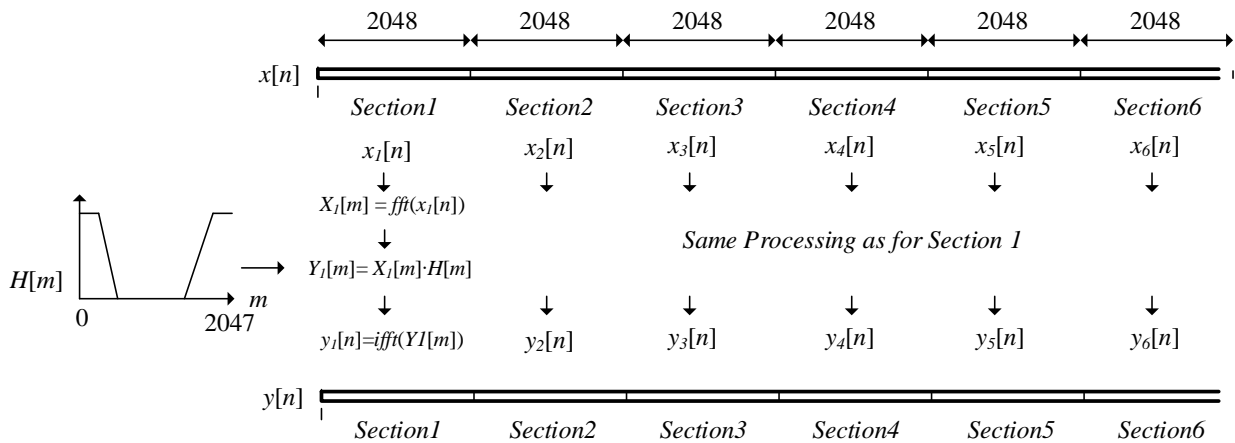 2048 2048 2048 2048 2048 2048
x[n]
Section1 Section2 Section3 Section4 Section5 Section6
x1[n] x2[n] x3[n] x4[n] x5[n] x6[n]
X1[m] = fft(x1[n])
Same Processing as for Section 1
Y1[m]= X1[m]·H[m]
H[m]
m
0 2047
y1[n]=ifft(Y1[m]) y2[n] y3[n] y4[n] y5[n] y6[n]
y[n]
Section1 Section2 Section3 Section4 Section5 Section6